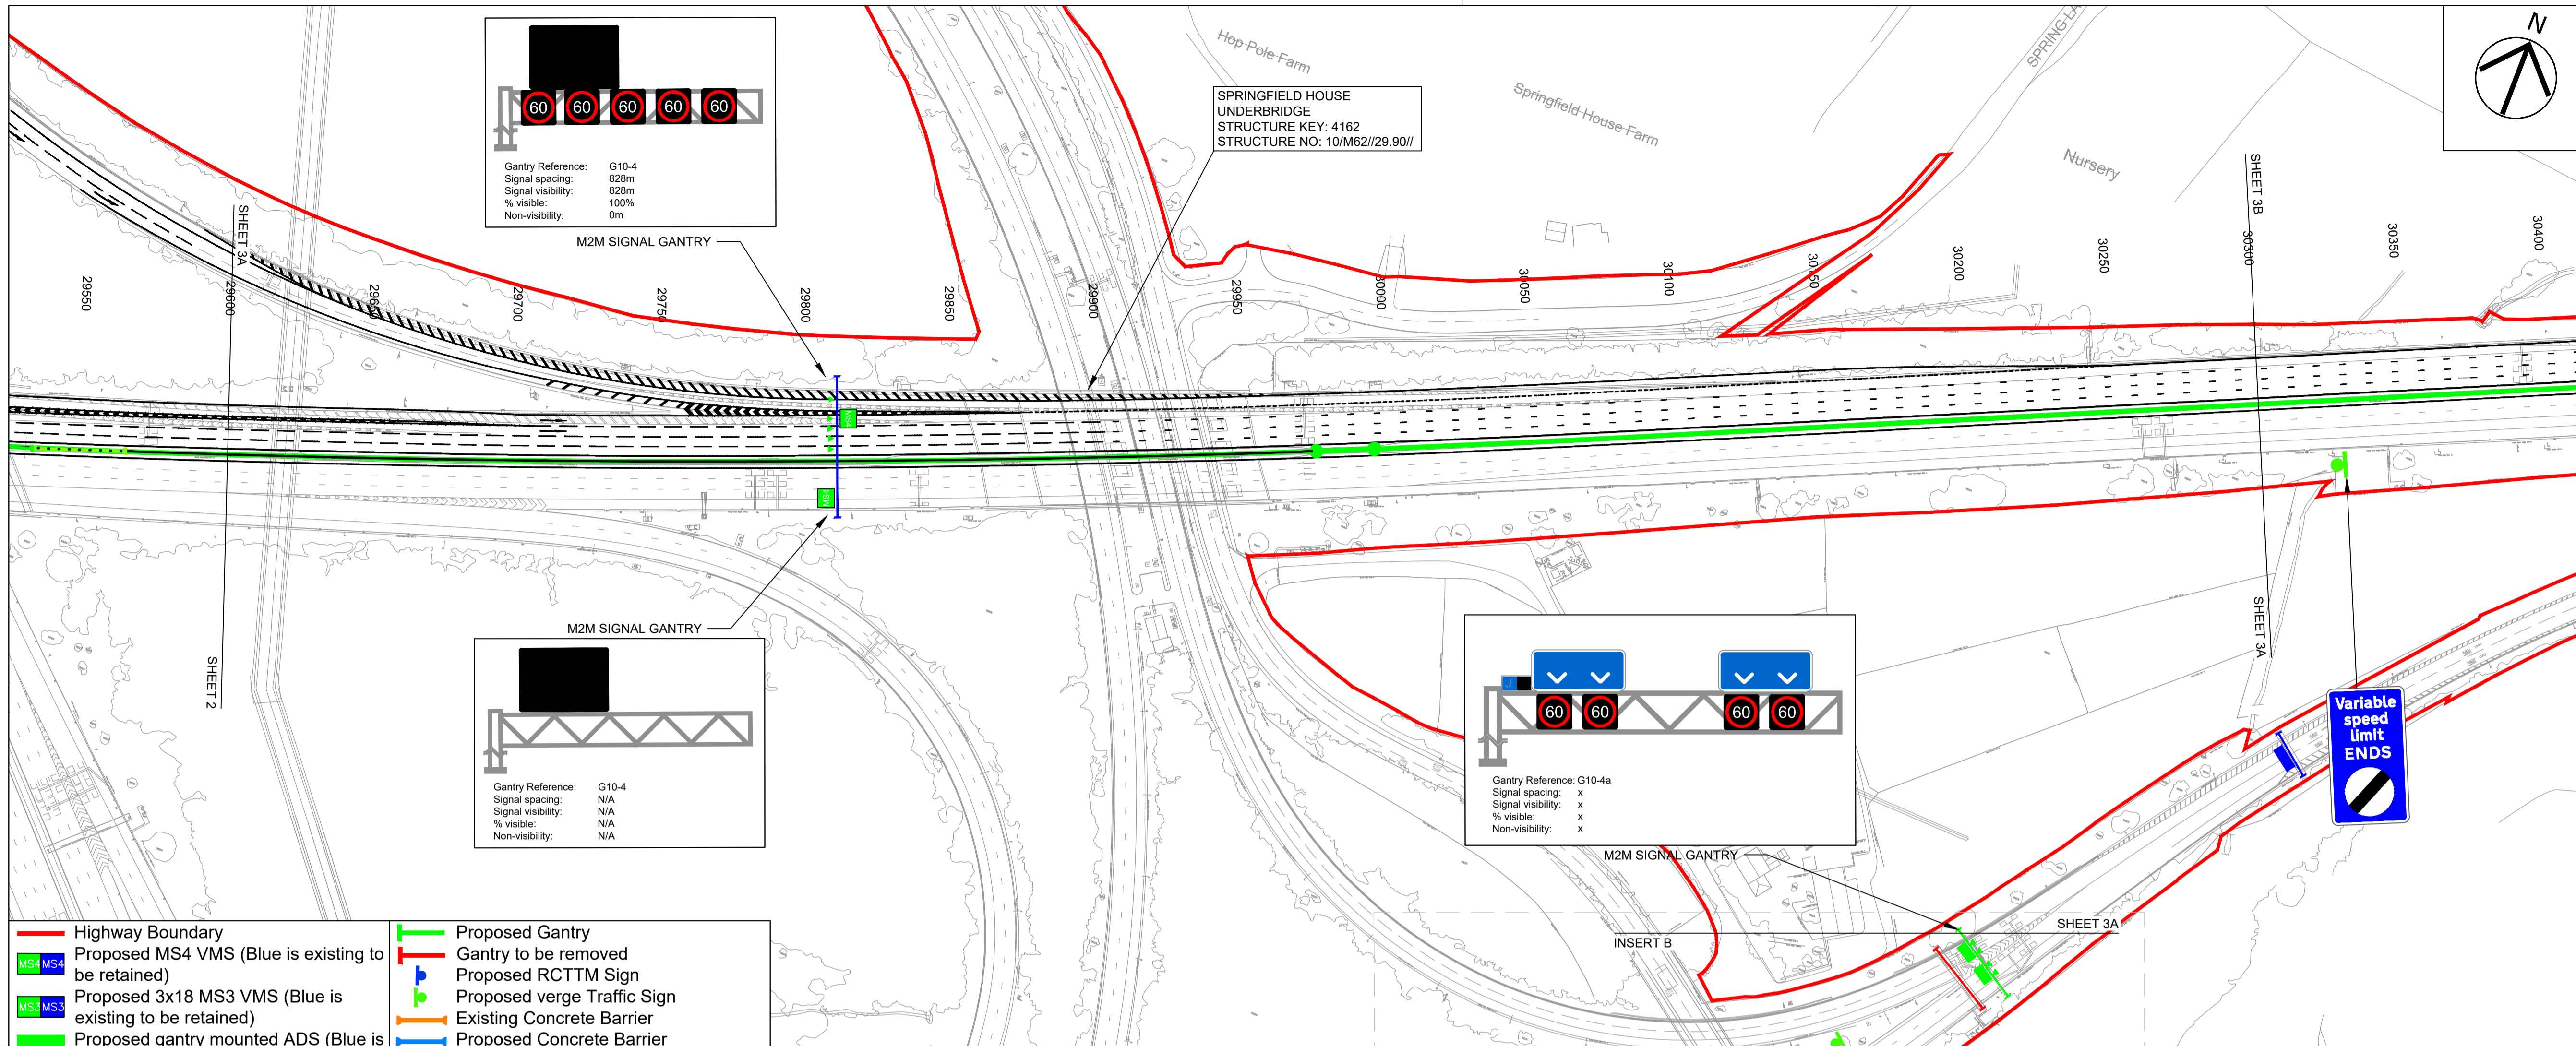 N
Hop Pole Farm
SPRING LA
60 60 60 60 60
SPRINGFIELD HOUSE
UNDERBRIDGE
STRUCTURE KEY: 4162
STRUCTURE NO: 10/M62//29.90//
Springfield House Farm
Nursery
Gantry Reference: G10-4
Signal spacing: 828m
Signal visibility: 828m
% visible: 100%
Non-visibility: 0m
M2M SIGNAL GANTRY
SHEET 3A
SHEET 3B
29550
29600
29650
29700
29750
29800
29850
29900
29950
30000
30050
30100
30150
30200
30250
30300
30350
30400
MS4
MS4
M2M SIGNAL GANTRY
SHEET 2
SHEET 3A
Gantry Reference: G10-4
Signal spacing: N/A
Signal visibility: N/A
% visible: N/A
Non-visibility: N/A
60 60 60 60
Gantry Reference: G10-4a
Signal spacing: x
Signal visibility: x
% visible: x
Non-visibility: x
M2M SIGNAL GANTRY
Variable
speed
limit
ENDS
SHEET 3A
INSERT B
Highway Boundary
MS4 MS4 Proposed MS4 VMS (Blue is existing to
be retained)
MS3 MS3 Proposed 3x18 MS3 VMS (Blue is
existing to be retained)
Proposed gantry mounted ADS (Blue is
Proposed Gantry
Gantry to be removed
Proposed RCTTM Sign
Proposed verge Traffic Sign
Existing Concrete Barrier
Proposed Concrete Barrier